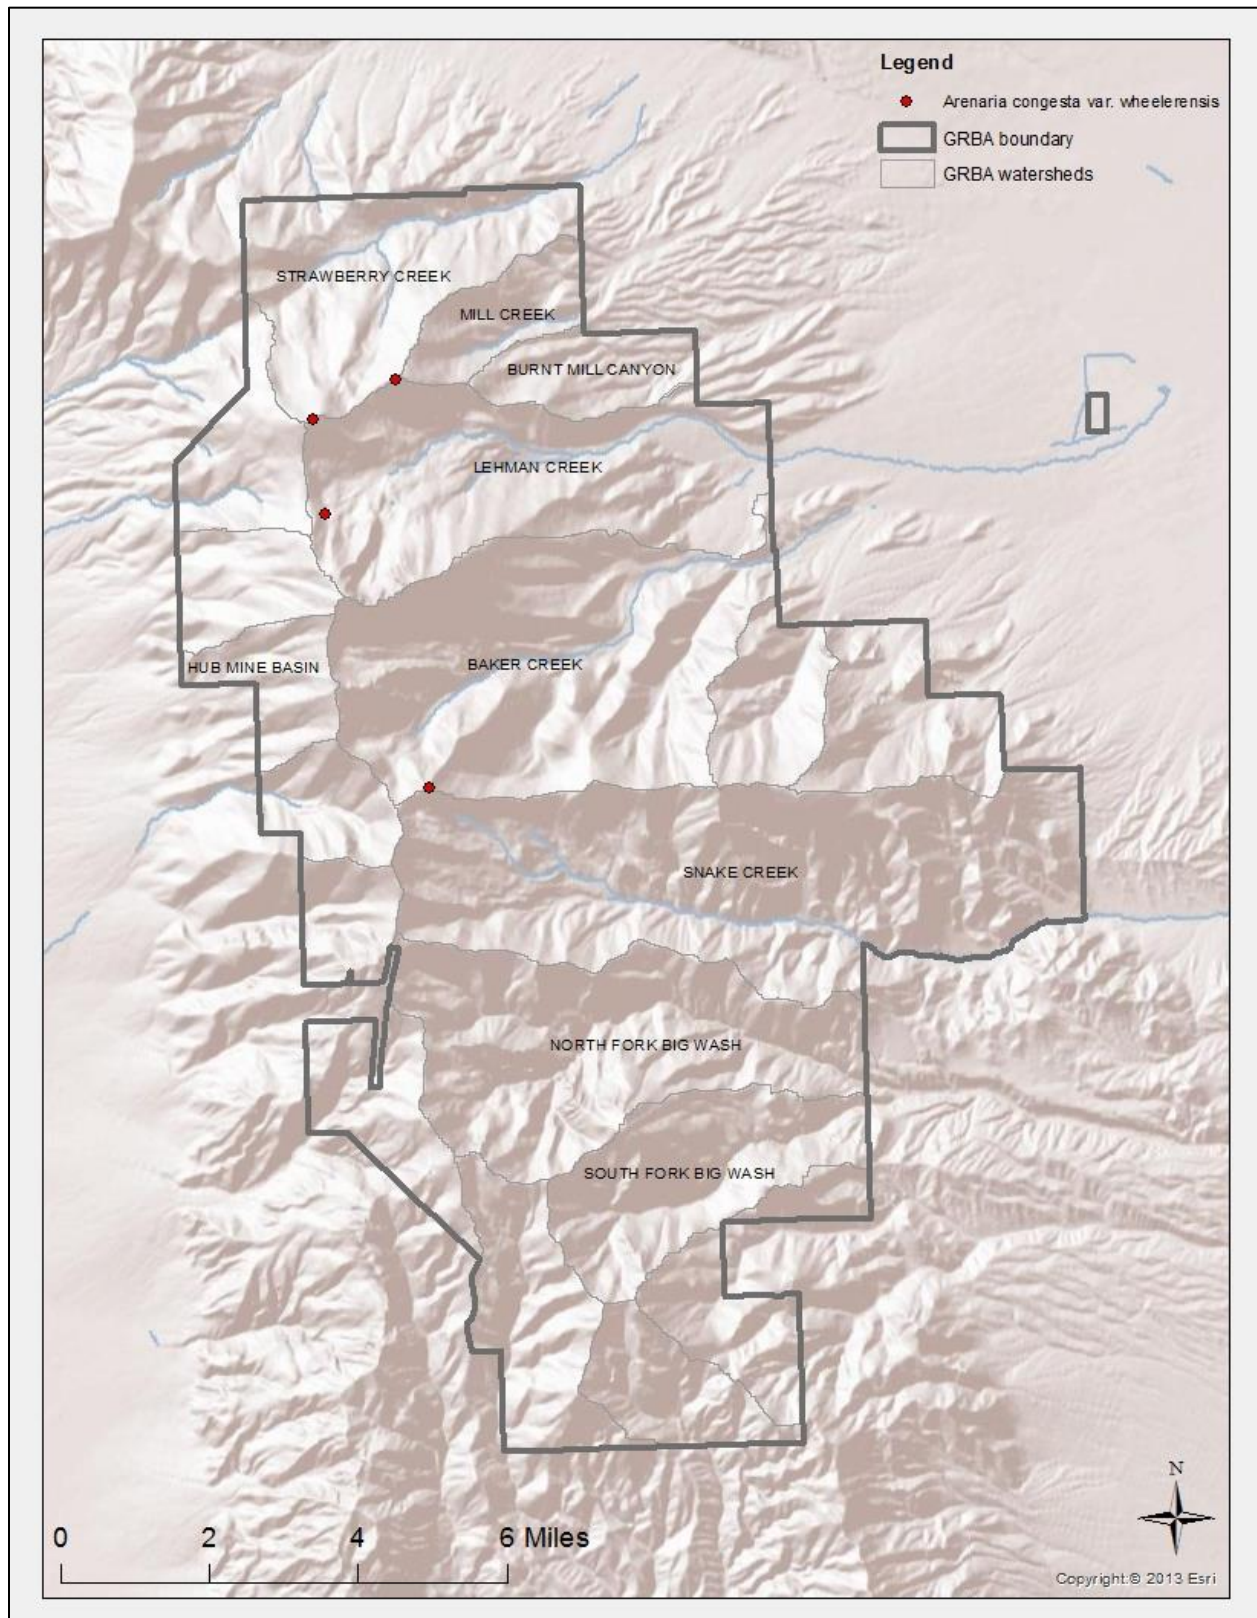 Legend
Arenaria congesta var. wheelerensis
GRBA boundary
GRBA watersheds
STRAWBERRY CREEK
MILL CREEK
BURNT MILL CANYON
LEHMAN CREEK
BAKER CREEK
HUB MINE BASIN
SNAKE CREEK
NORTH FORK BIG WASH
SOUTH FORK BIG WASH
N
0 2 4 6 Miles
Copyright:© 2013 Esri